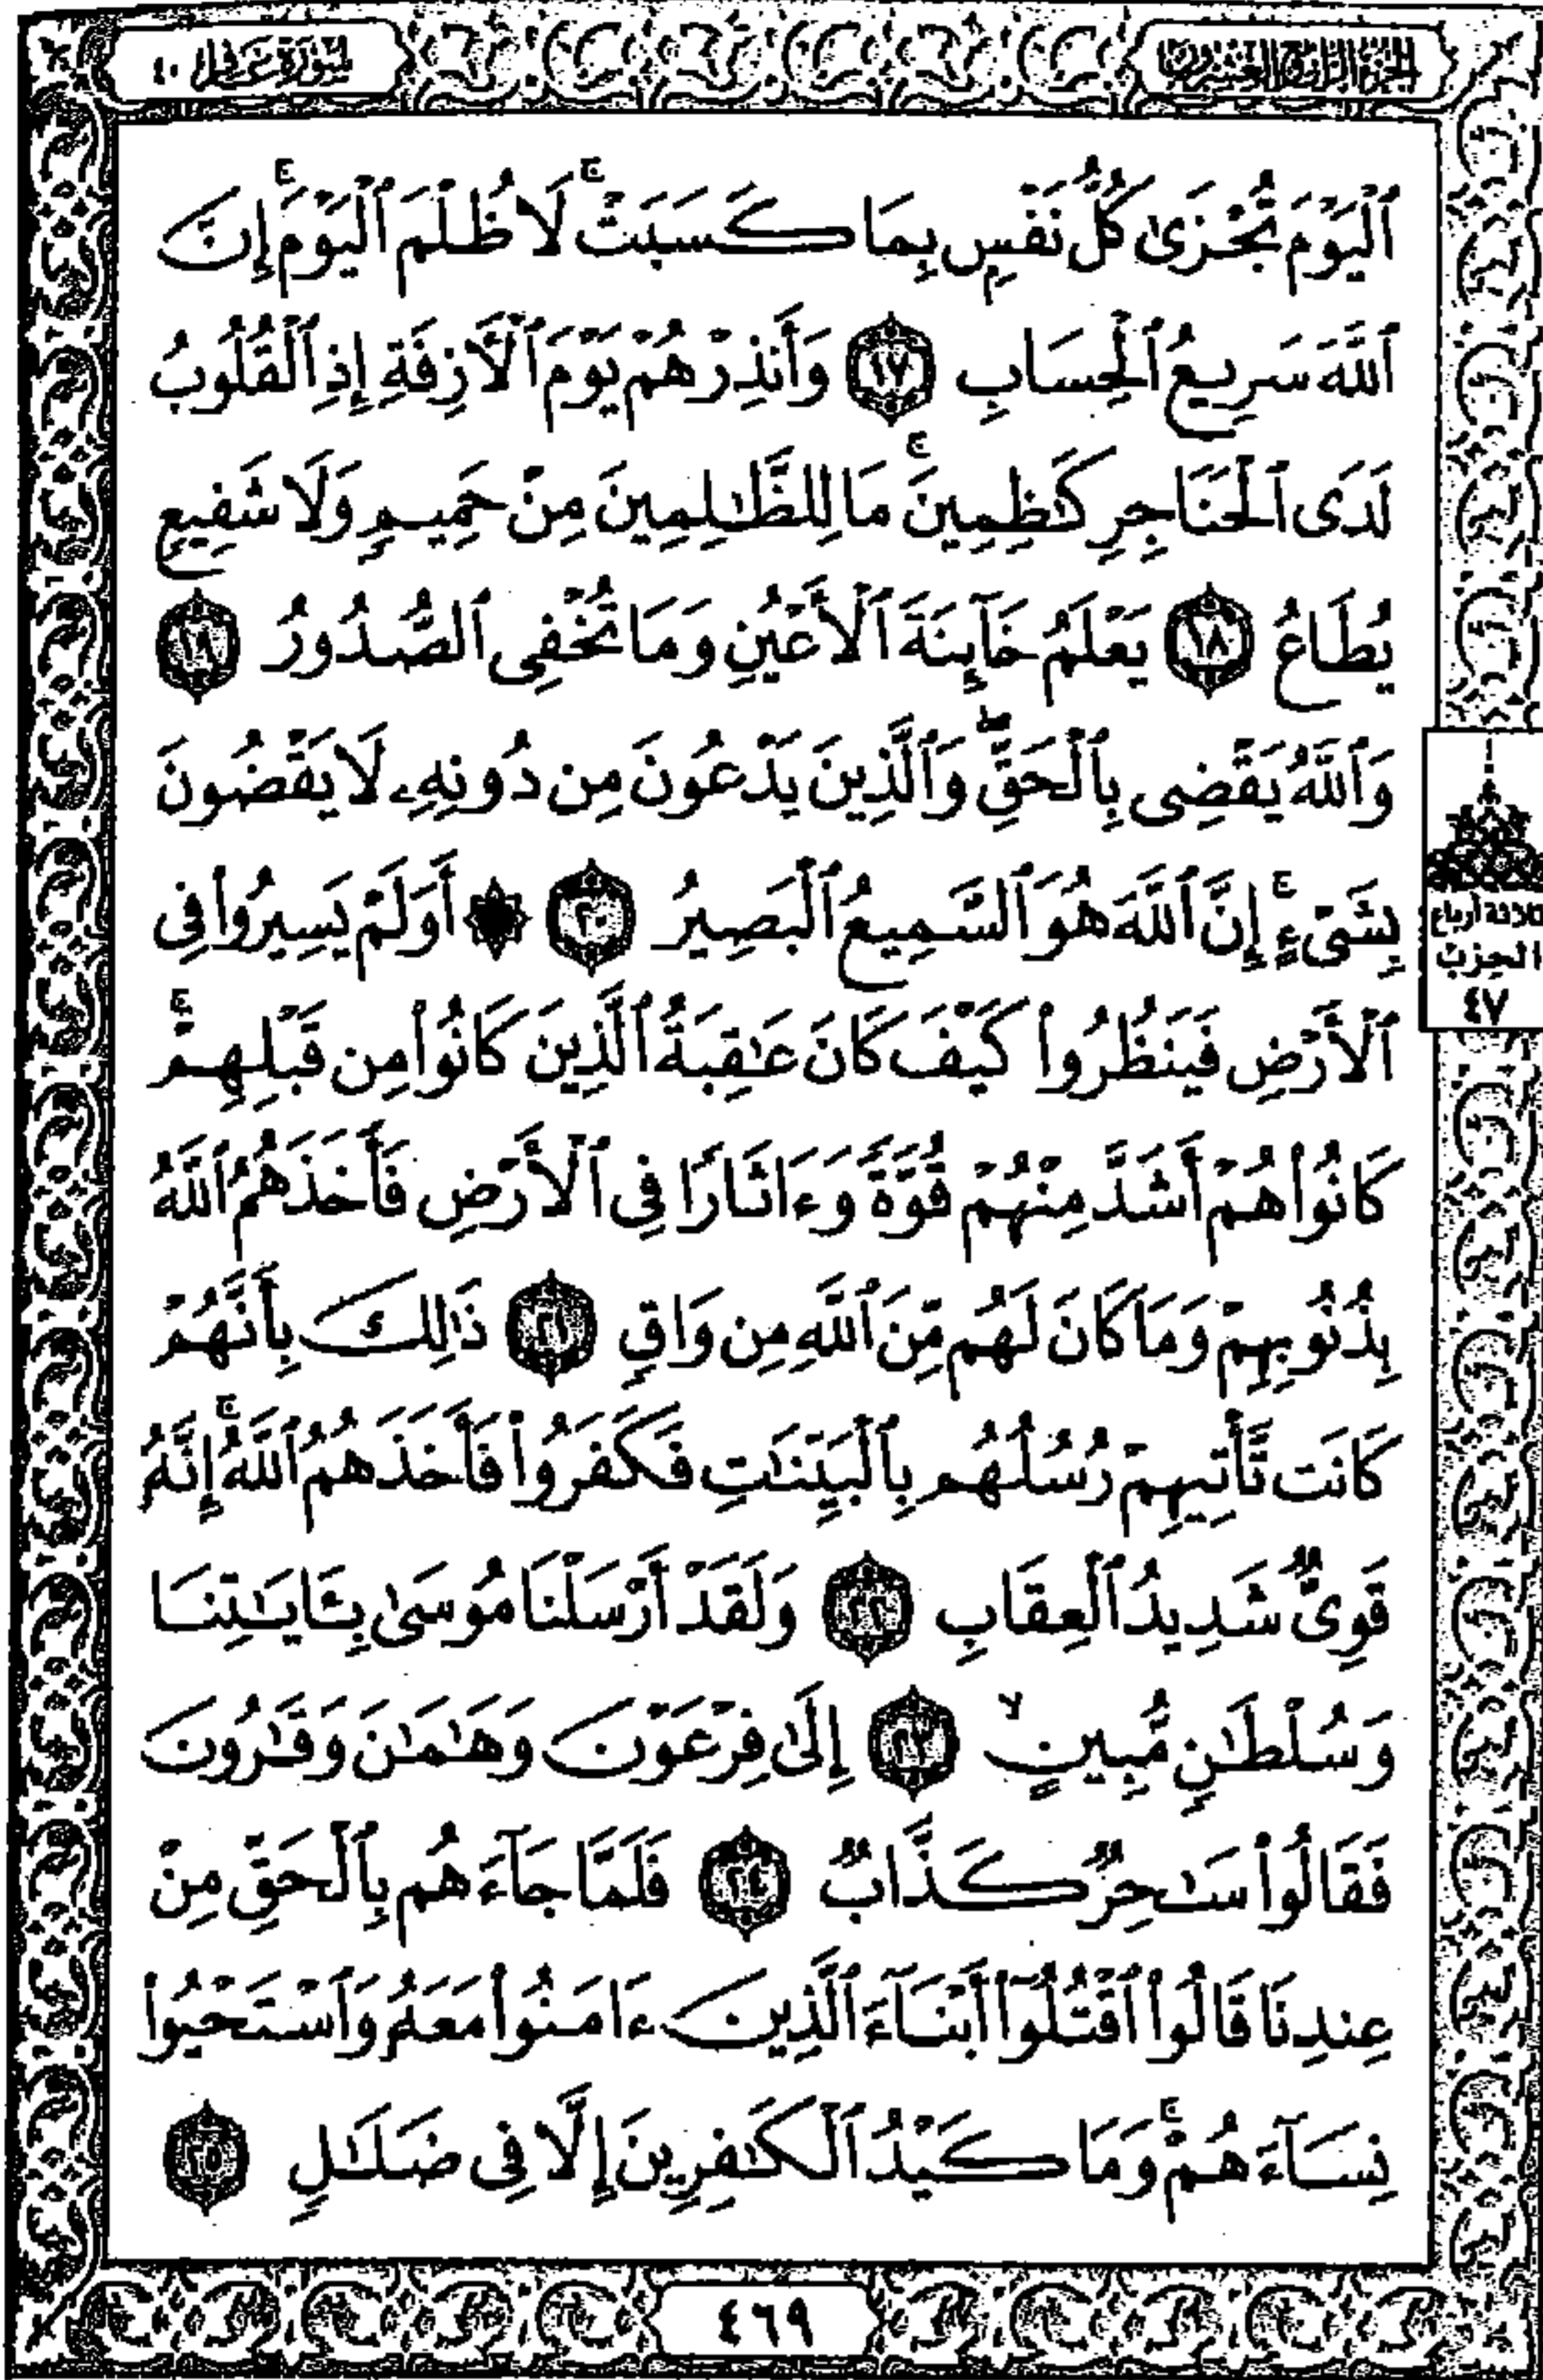 الجزء الرابع والعشرون
سورة غافر ٤٠
ٱلْيَوْمَ تُجْزَىٰ كُلُّ نَفْسٍۭ بِمَا كَسَبَتْ ۚ لَا ظُلْمَ ٱلْيَوْمَ ۚ إِنَّ
ٱللَّهَ سَرِيعُ ٱلْحِسَابِ ١٧ وَأَنذِرْهُمْ يَوْمَ ٱلْأَزِفَةِ إِذِ ٱلْقُلُوبُ
لَدَى ٱلْحَنَاجِرِ كَٰظِمِينَ ۚ مَا لِلظَّٰلِمِينَ مِنْ حَمِيمٍ وَلَا شَفِيعٍ
يُطَاعُ ١٨ يَعْلَمُ خَآئِنَةَ ٱلْأَعْيُنِ وَمَا تُخْفِى ٱلصُّدُورُ ١٩
وَٱللَّهُ يَقْضِى بِٱلْحَقِّ ۖ وَٱلَّذِينَ يَدْعُونَ مِن دُونِهِۦ لَا يَقْضُونَ
بِشَىْءٍ ۗ إِنَّ ٱللَّهَ هُوَ ٱلسَّمِيعُ ٱلْبَصِيرُ ٢٠ ۞ أَوَلَمْ يَسِيرُوا۟ فِى
ٱلْأَرْضِ فَيَنظُرُوا۟ كَيْفَ كَانَ عَٰقِبَةُ ٱلَّذِينَ كَانُوا۟ مِن قَبْلِهِمْ ۚ
كَانُوا۟ هُمْ أَشَدَّ مِنْهُمْ قُوَّةً وَءَاثَارًا فِى ٱلْأَرْضِ فَأَخَذَهُمُ ٱللَّهُ
بِذُنُوبِهِمْ وَمَا كَانَ لَهُم مِّنَ ٱللَّهِ مِن وَاقٍ ٢١ ذَٰلِكَ بِأَنَّهُمْ
كَانَت تَّأْتِيهِمْ رُسُلُهُم بِٱلْبَيِّنَٰتِ فَكَفَرُوا۟ فَأَخَذَهُمُ ٱللَّهُ ۚ إِنَّهُۥ
قَوِىٌّ شَدِيدُ ٱلْعِقَابِ ٢٢ وَلَقَدْ أَرْسَلْنَا مُوسَىٰ بِـَٔايَٰتِنَا
وَسُلْطَٰنٍ مُّبِينٍ ۙ ٢٣ إِلَىٰ فِرْعَوْنَ وَهَٰمَٰنَ وَقَٰرُونَ
فَقَالُوا۟ سَٰحِرٌ كَذَّابٌ ٢٤ فَلَمَّا جَآءَهُم بِٱلْحَقِّ مِنْ
عِندِنَا قَالُوا۟ ٱقْتُلُوٓا۟ أَبْنَآءَ ٱلَّذِينَ ءَامَنُوا۟ مَعَهُۥ وَٱسْتَحْيُوا۟
نِسَآءَهُمْ ۚ وَمَا كَيْدُ ٱلْكَٰفِرِينَ إِلَّا فِى ضَلَٰلٍ ٢٥
ثلاثة أرباع
الحزب
٤٧
٤٦٩